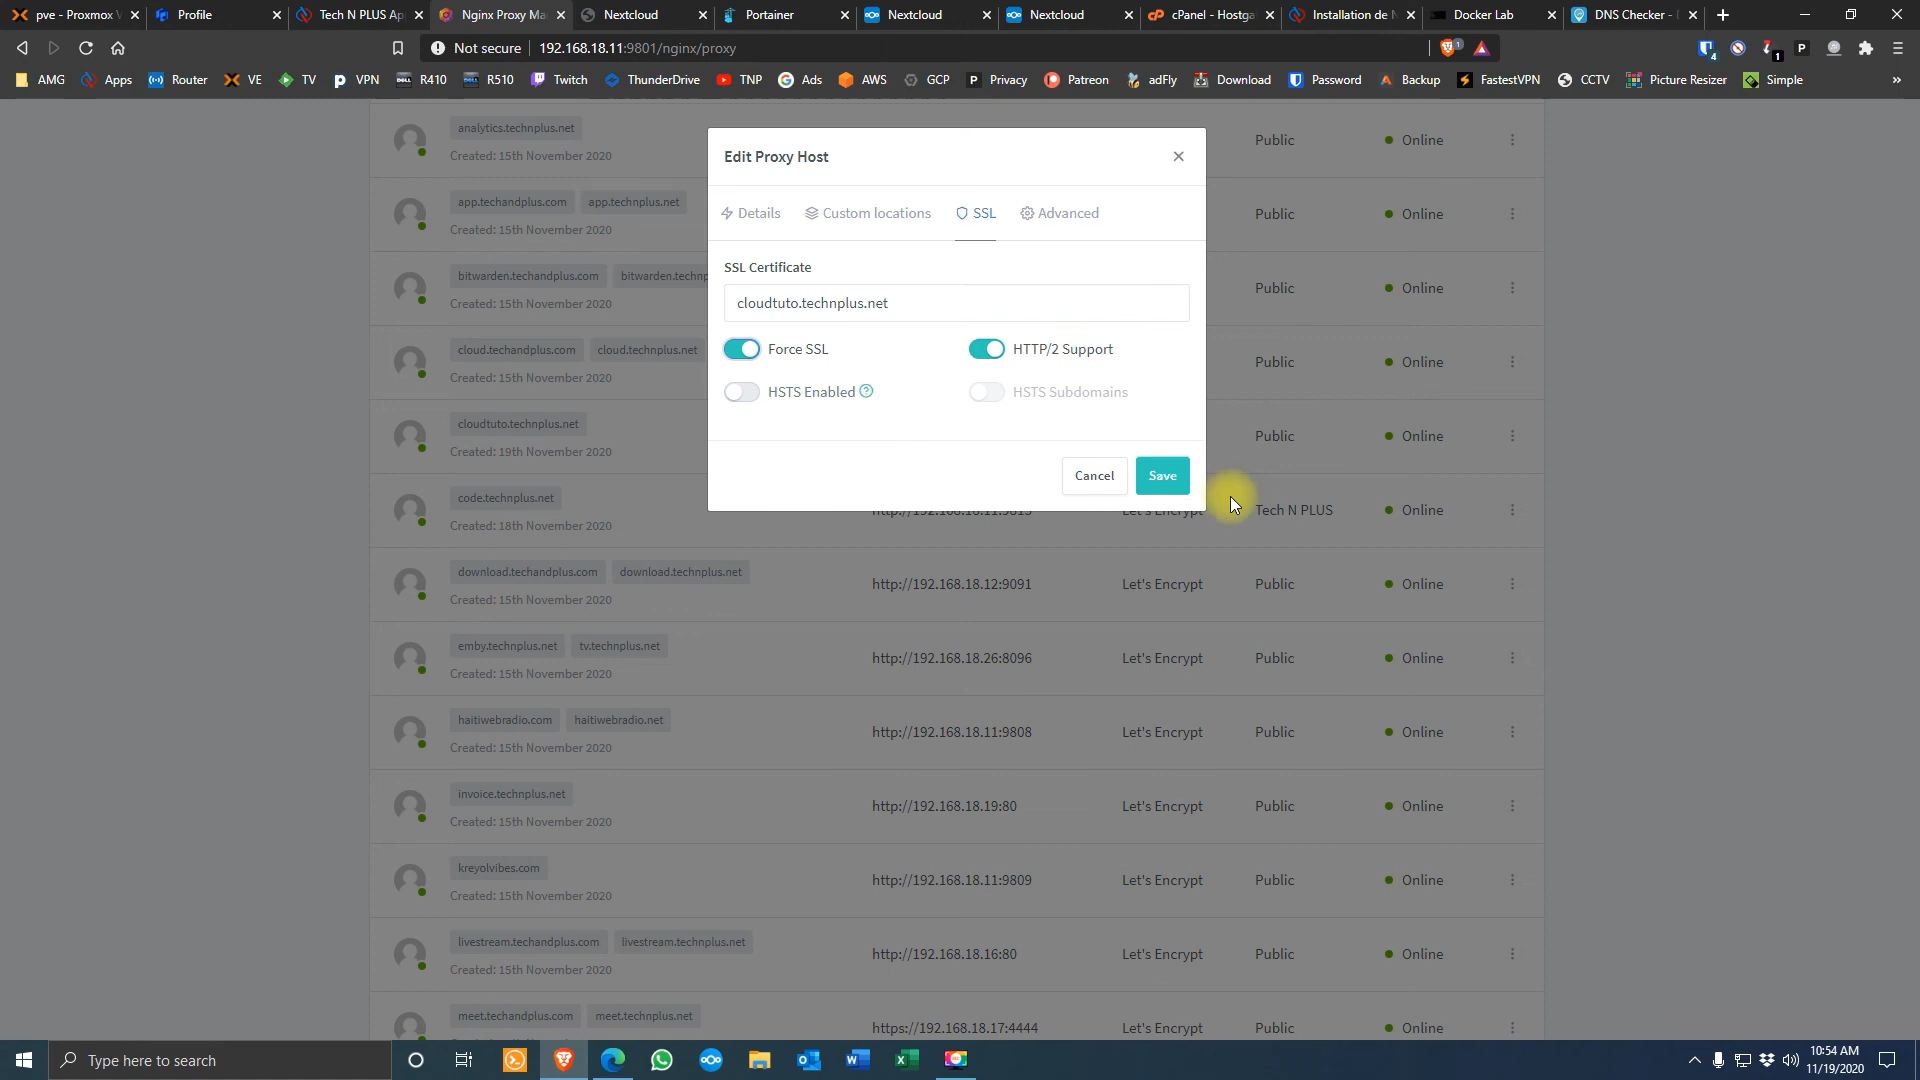 pve - Proxmox V
Profile
Tech N PLUS Ap
Nginx Proxy Ma
Nextcloud
Portainer
Nextcloud
Nextcloud
cPanel - Hostga
Installation de N
Docker Lab
DNS Checker -
Not secure
192.168.18.11:9801/nginx/proxy
AMG
Apps
Router
VE
TV
VPN
R410
R510
Twitch
ThunderDrive
TNP
Ads
AWS
GCP
Privacy
Patreon
adFly
Download
Password
Backup
FastestVPN
CCTV
Picture Resizer
Simple
»
analytics.technplus.net
Created: 15th November 2020
Public
Online
app.techandplus.com
app.technplus.net
Created: 15th November 2020
Public
Online
bitwarden.techandplus.com
bitwarden.techn
Created: 15th November 2020
Public
Online
cloud.techandplus.com
cloud.technplus.net
Created: 15th November 2020
Public
Online
cloudtuto.technplus.net
Created: 19th November 2020
Public
Online
code.technplus.net
Created: 18th November 2020
Let's Encrypt
Tech N PLUS
Online
Edit Proxy Host
Details
Custom locations
SSL
Advanced
SSL Certificate
cloudtuto.technplus.net
Force SSL
HTTP/2 Support
HSTS Enabled
HSTS Subdomains
Cancel
Save
download.techandplus.com
download.technplus.net
Created: 15th November 2020
http://192.168.18.12:9091
Let's Encrypt
Public
Online
emby.technplus.net
tv.technplus.net
Created: 15th November 2020
http://192.168.18.26:8096
Let's Encrypt
Public
Online
haitiwebradio.com
haitiwebradio.net
Created: 15th November 2020
http://192.168.18.11:9808
Let's Encrypt
Public
Online
invoice.technplus.net
Created: 15th November 2020
http://192.168.18.19:80
Let's Encrypt
Public
Online
kreyolvibes.com
Created: 15th November 2020
http://192.168.18.11:9809
Let's Encrypt
Public
Online
livestream.techandplus.com
livestream.technplus.net
Created: 15th November 2020
http://192.168.18.16:80
Let's Encrypt
Public
Online
meet.techandplus.com
meet.technplus.net
https://192.168.18.17:4444
Let's Encrypt
Public
Online
Type here to search
10:54 AM
11/19/2020